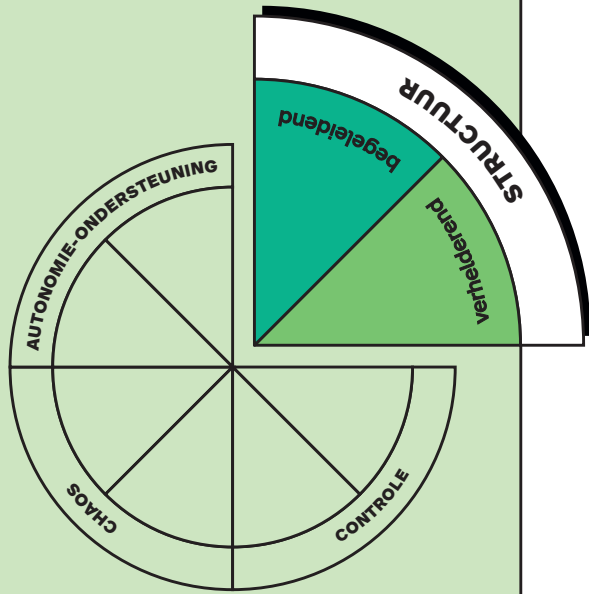 STRUCTUUR
begeleidend
verhelderend
AUTONOMIE-ONDERSTEUNING
CHAOS
CONTROLE